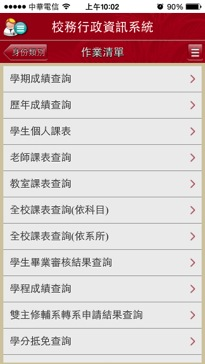 中華電信 上午10:02 90%
校務行政資訊系統
身份類別 作業清單
學期成績查詢
歷年成績查詢
學生個人課表
老師課表查詢
教室課表查詢
全校課表查詢(依科目)
全校課表查詢(依系所)
學生畢業審核結果查詢
學程成績查詢
雙主修輔系轉系申請結果查詢
學分抵免查詢